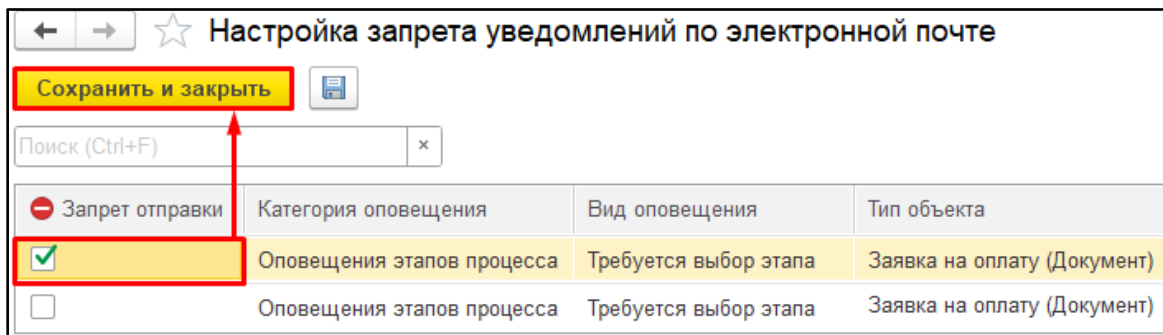 Настройка запрета уведомлений по электронной почте
Сохранить и закрыть
Поиск (Ctrl+F) ×
Запрет отправки Категория оповещения Вид оповещения Тип объекта
Оповещения этапов процесса Требуется выбор этапа Заявка на оплату (Документ)
Оповещения этапов процесса Требуется выбор этапа Заявка на оплату (Документ)